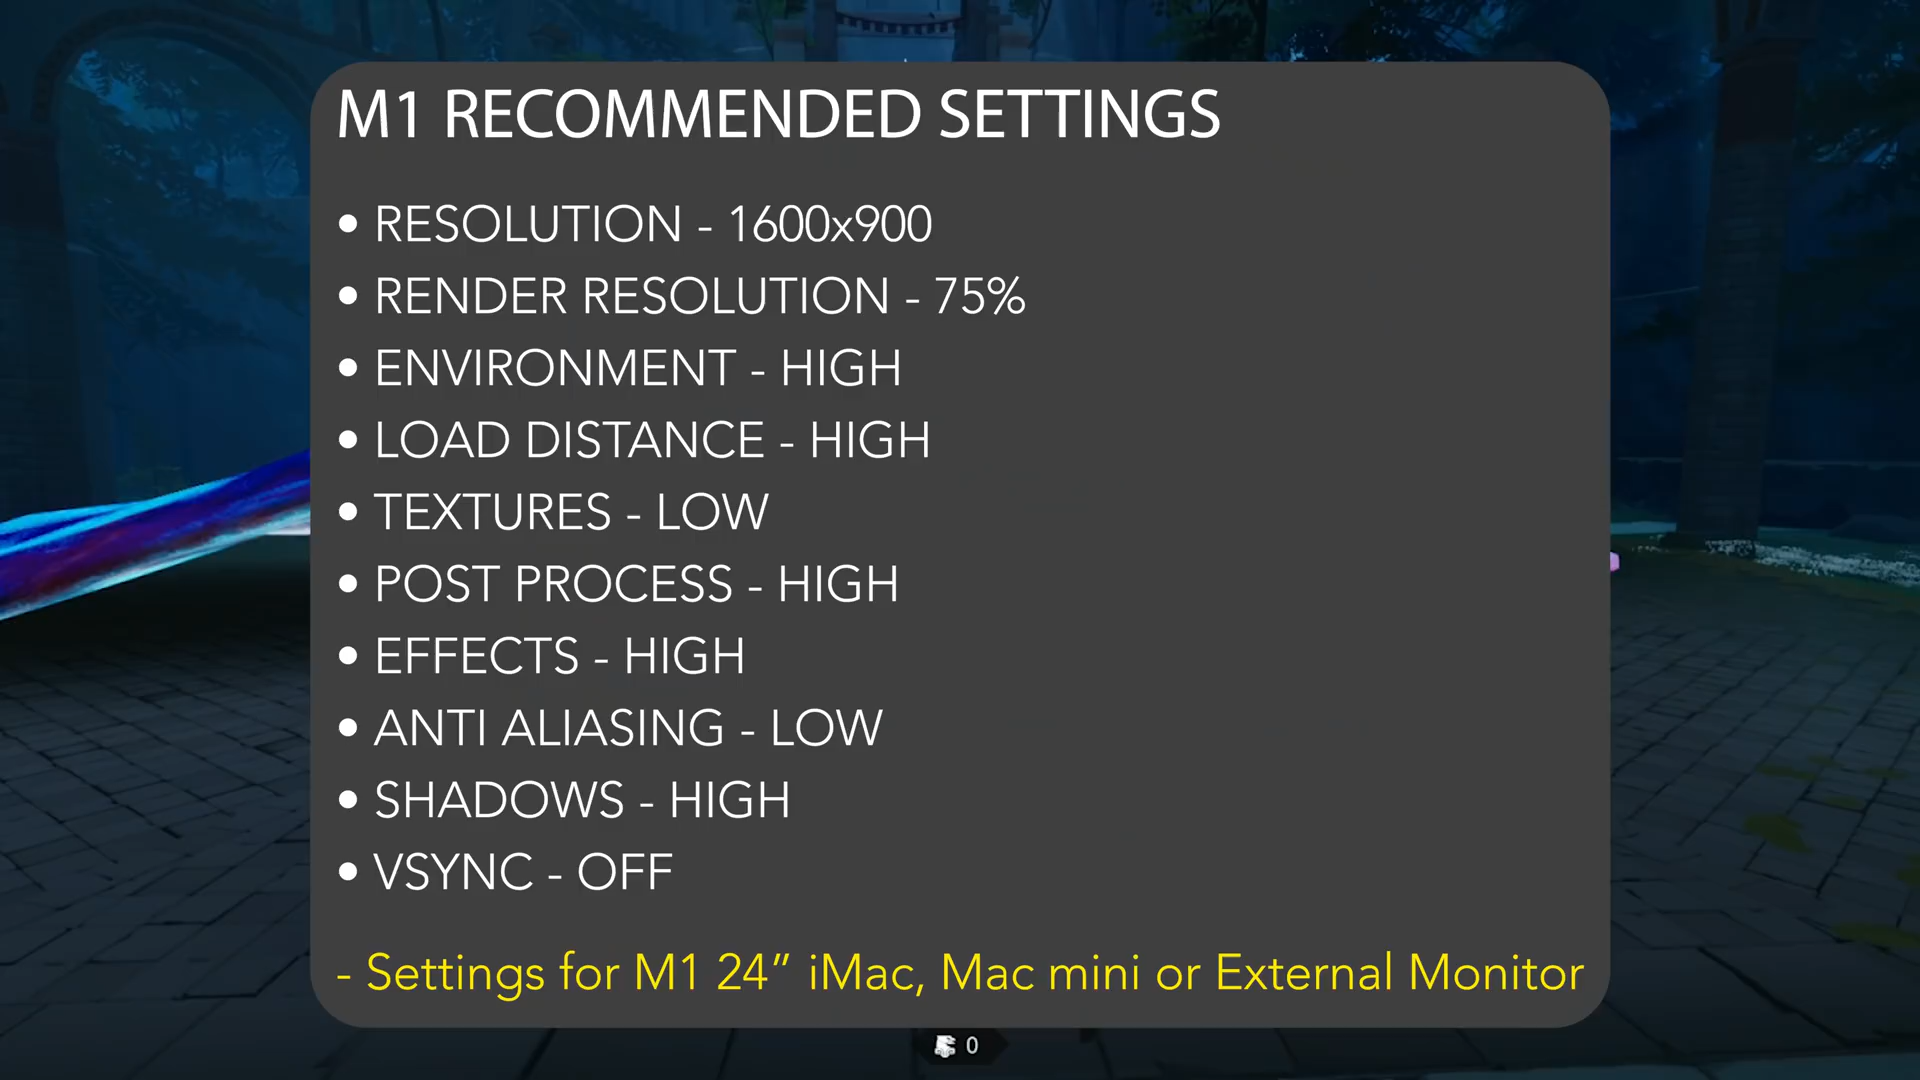 M1 RECOMMENDED SETTINGS
• RESOLUTION - 1600x900
• RENDER RESOLUTION - 75%
• ENVIRONMENT - HIGH
• LOAD DISTANCE - HIGH
• TEXTURES - LOW
• POST PROCESS - HIGH
• EFFECTS - HIGH
• ANTI ALIASING - LOW
• SHADOWS - HIGH
• VSYNC - OFF
- Settings for M1 24” iMac, Mac mini or External Monitor
0